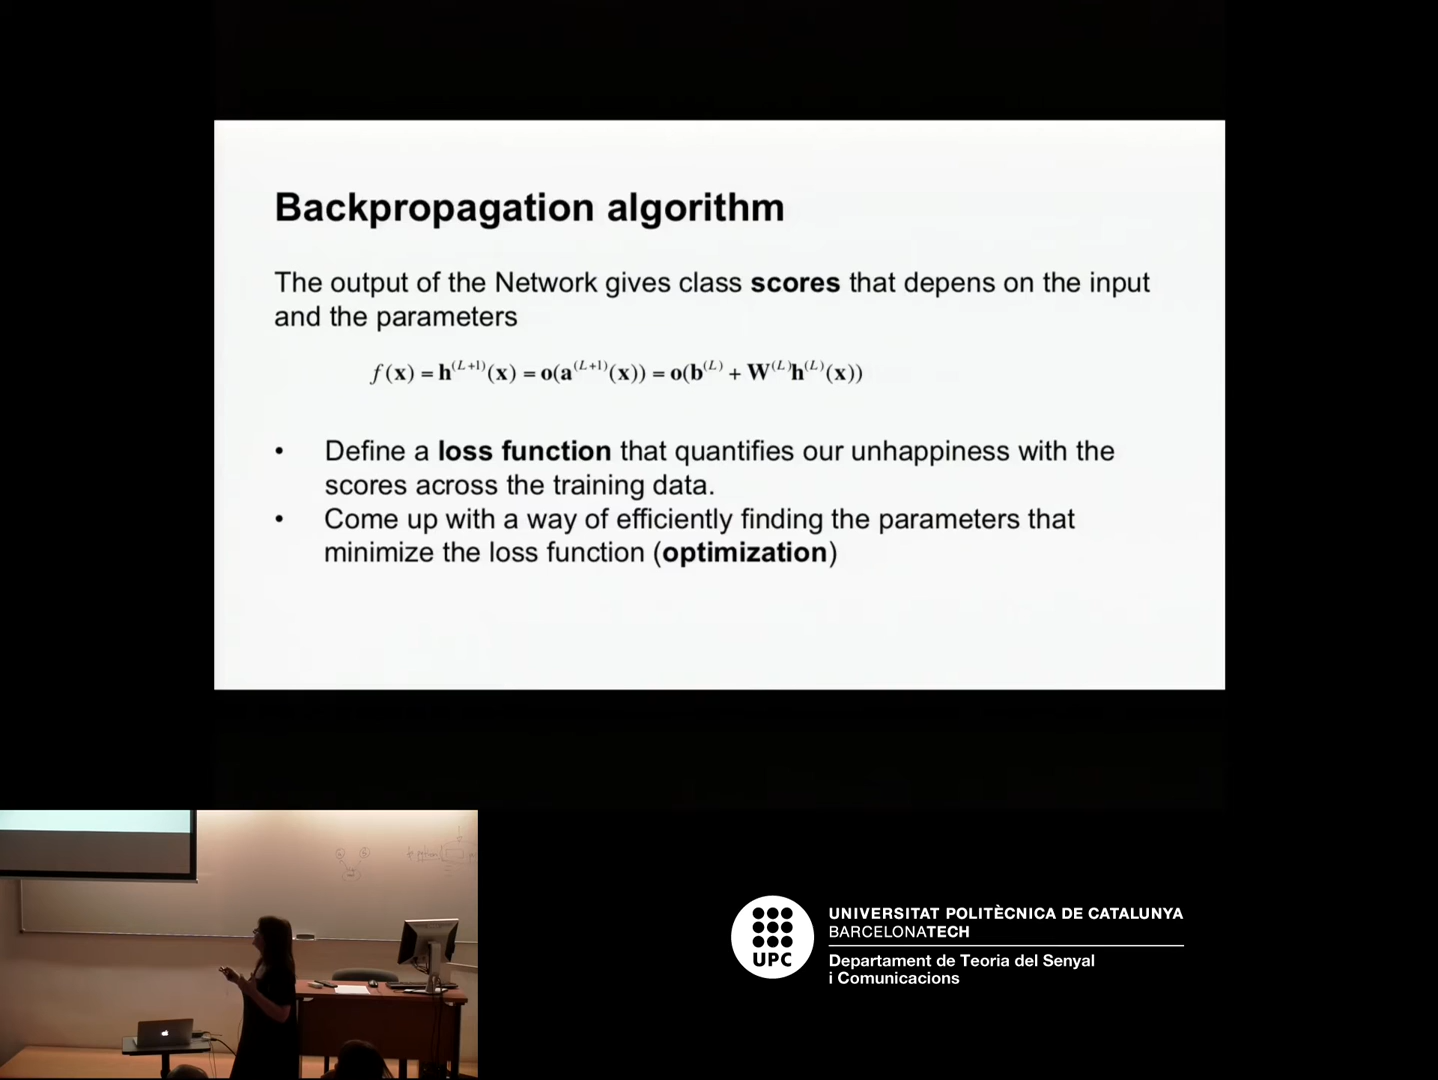 Backpropagation algorithm
The output of the Network gives class scores that depens on the input
and the parameters
f(x) = h^(L+1)(x) = o(a^(L+1)(x)) = o(b^(L) + W^(L)h^(L)(x))
• Define a loss function that quantifies our unhappiness with the
scores across the training data.
• Come up with a way of efficiently finding the parameters that
minimize the loss function (optimization)
UPC
UNIVERSITAT POLITÈCNICA DE CATALUNYA
BARCELONATECH
Departament de Teoria del Senyal
i Comunicacions